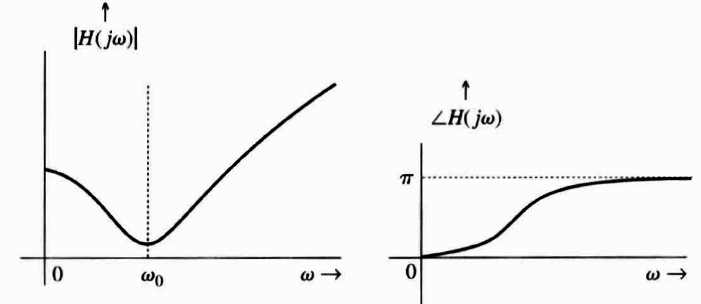 |H(jω)|
0
ω₀
ω →
∠H(jω)
π
0
ω →